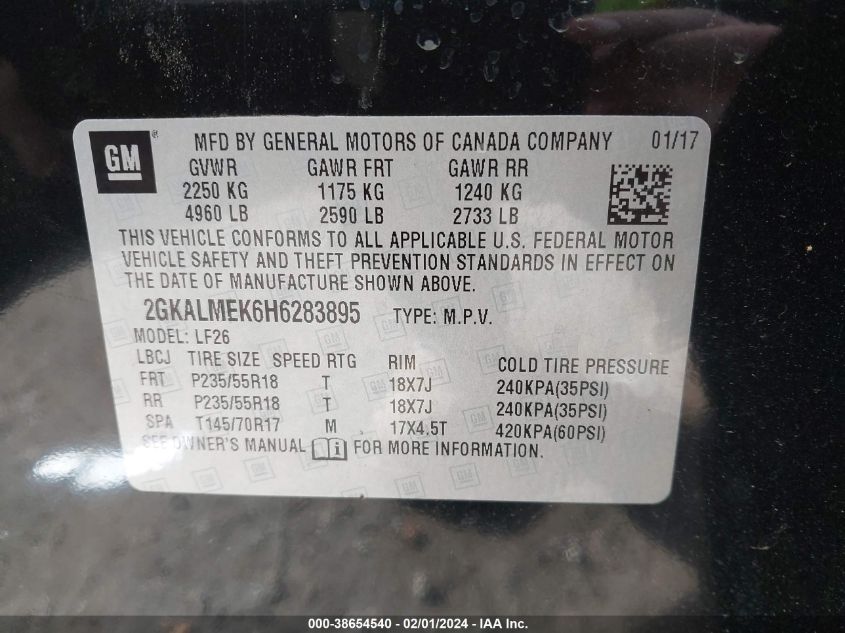 GM ® MFD BY GENERAL MOTORS OF CANADA COMPANY 01/17
GVWR GAWR FRT GAWR RR
2250 KG 1175 KG 1240 KG
4960 LB 2590 LB 2733 LB
THIS VEHICLE CONFORMS TO ALL APPLICABLE U.S. FEDERAL MOTOR
VEHICLE SAFETY AND THEFT PREVENTION STANDARDS IN EFFECT ON
THE DATE OF MANUFACTURE SHOWN ABOVE.
2GKALMEK6H6283895 TYPE: M.P.V.
MODEL: LF26
LBCJ TIRE SIZE SPEED RTG RIM COLD TIRE PRESSURE
FRT P235/55R18 T 18X7J 240KPA(35PSI)
RR P235/55R18 T 18X7J 240KPA(35PSI)
SPA T145/70R17 M 17X4.5T 420KPA(60PSI)
SEE OWNER'S MANUAL FOR MORE INFORMATION.
000-38654540 - 02/01/2024 - IAA Inc.